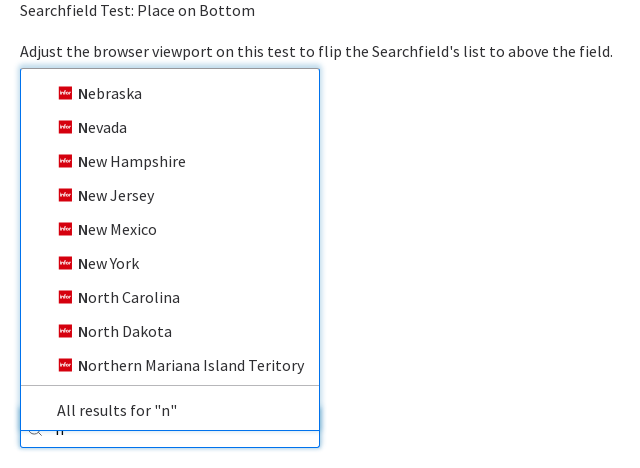 Searchfield Test: Place on Bottom
Adjust the browser viewport on this test to flip the Searchfield's list to above the field.
infor Nebraska
infor Nevada
infor New Hampshire
infor New Jersey
infor New Mexico
infor New York
infor North Carolina
infor North Dakota
infor Northern Mariana Island Teritory
All results for "n"
n